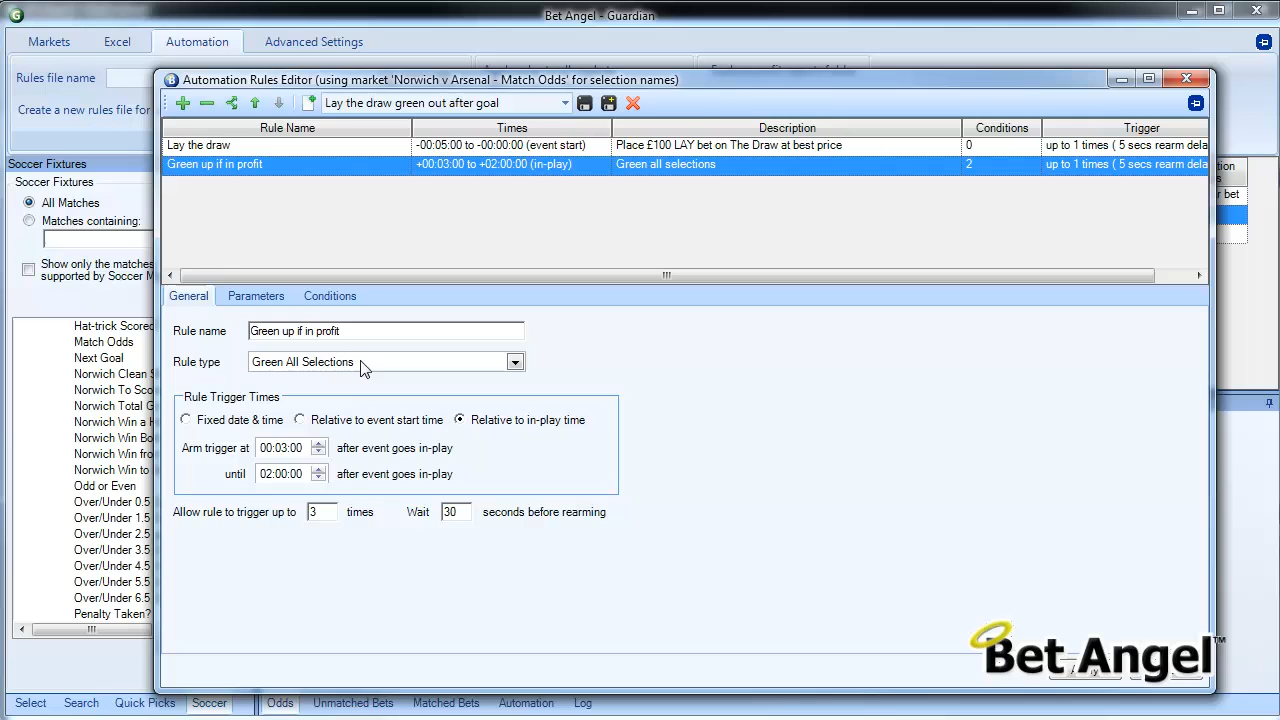 Bet Angel - Guardian
Markets Excel Automation Advanced Settings
Rules file name
Create a new rules file for
Automation Rules Editor (using market 'Norwich v Arsenal - Match Odds' for selection names)
Lay the draw green out after goal
Rule Name Times Description Conditions Trigger
Lay the draw -00:05:00 to -00:00:00 (event start) Place £100 LAY bet on The Draw at best price 0 up to 1 times ( 5 secs rearm dela
Green up if in profit +00:03:00 to +02:00:00 (in-play) Green all selections 2 up to 1 times ( 5 secs rearm dela
Soccer Fixtures
Soccer Fixtures
All Matches
Matches containing:
Show only the matches
supported by Soccer M
Hat-trick Score
Match Odds
Next Goal
Norwich Clean S
Norwich To Sco
Norwich Total G
Norwich Win a H
Norwich Win Bo
Norwich Win from
Norwich Win to
Odd or Even
Over/Under 0.5
Over/Under 1.5
Over/Under 2.5
Over/Under 3.5
Over/Under 4.5
Over/Under 5.5
Over/Under 6.5
Penalty Taken?
General Parameters Conditions
Rule name Green up if in profit
Rule type Green All Selections
Rule Trigger Times
Fixed date & time Relative to event start time Relative to in-play time
Arm trigger at 00:03:00 after event goes in-play
until 02:00:00 after event goes in-play
Allow rule to trigger up to 3 times Wait 30 seconds before rearming
Bet Angel™
Select Search Quick Picks Soccer Odds Unmatched Bets Matched Bets Automation Log